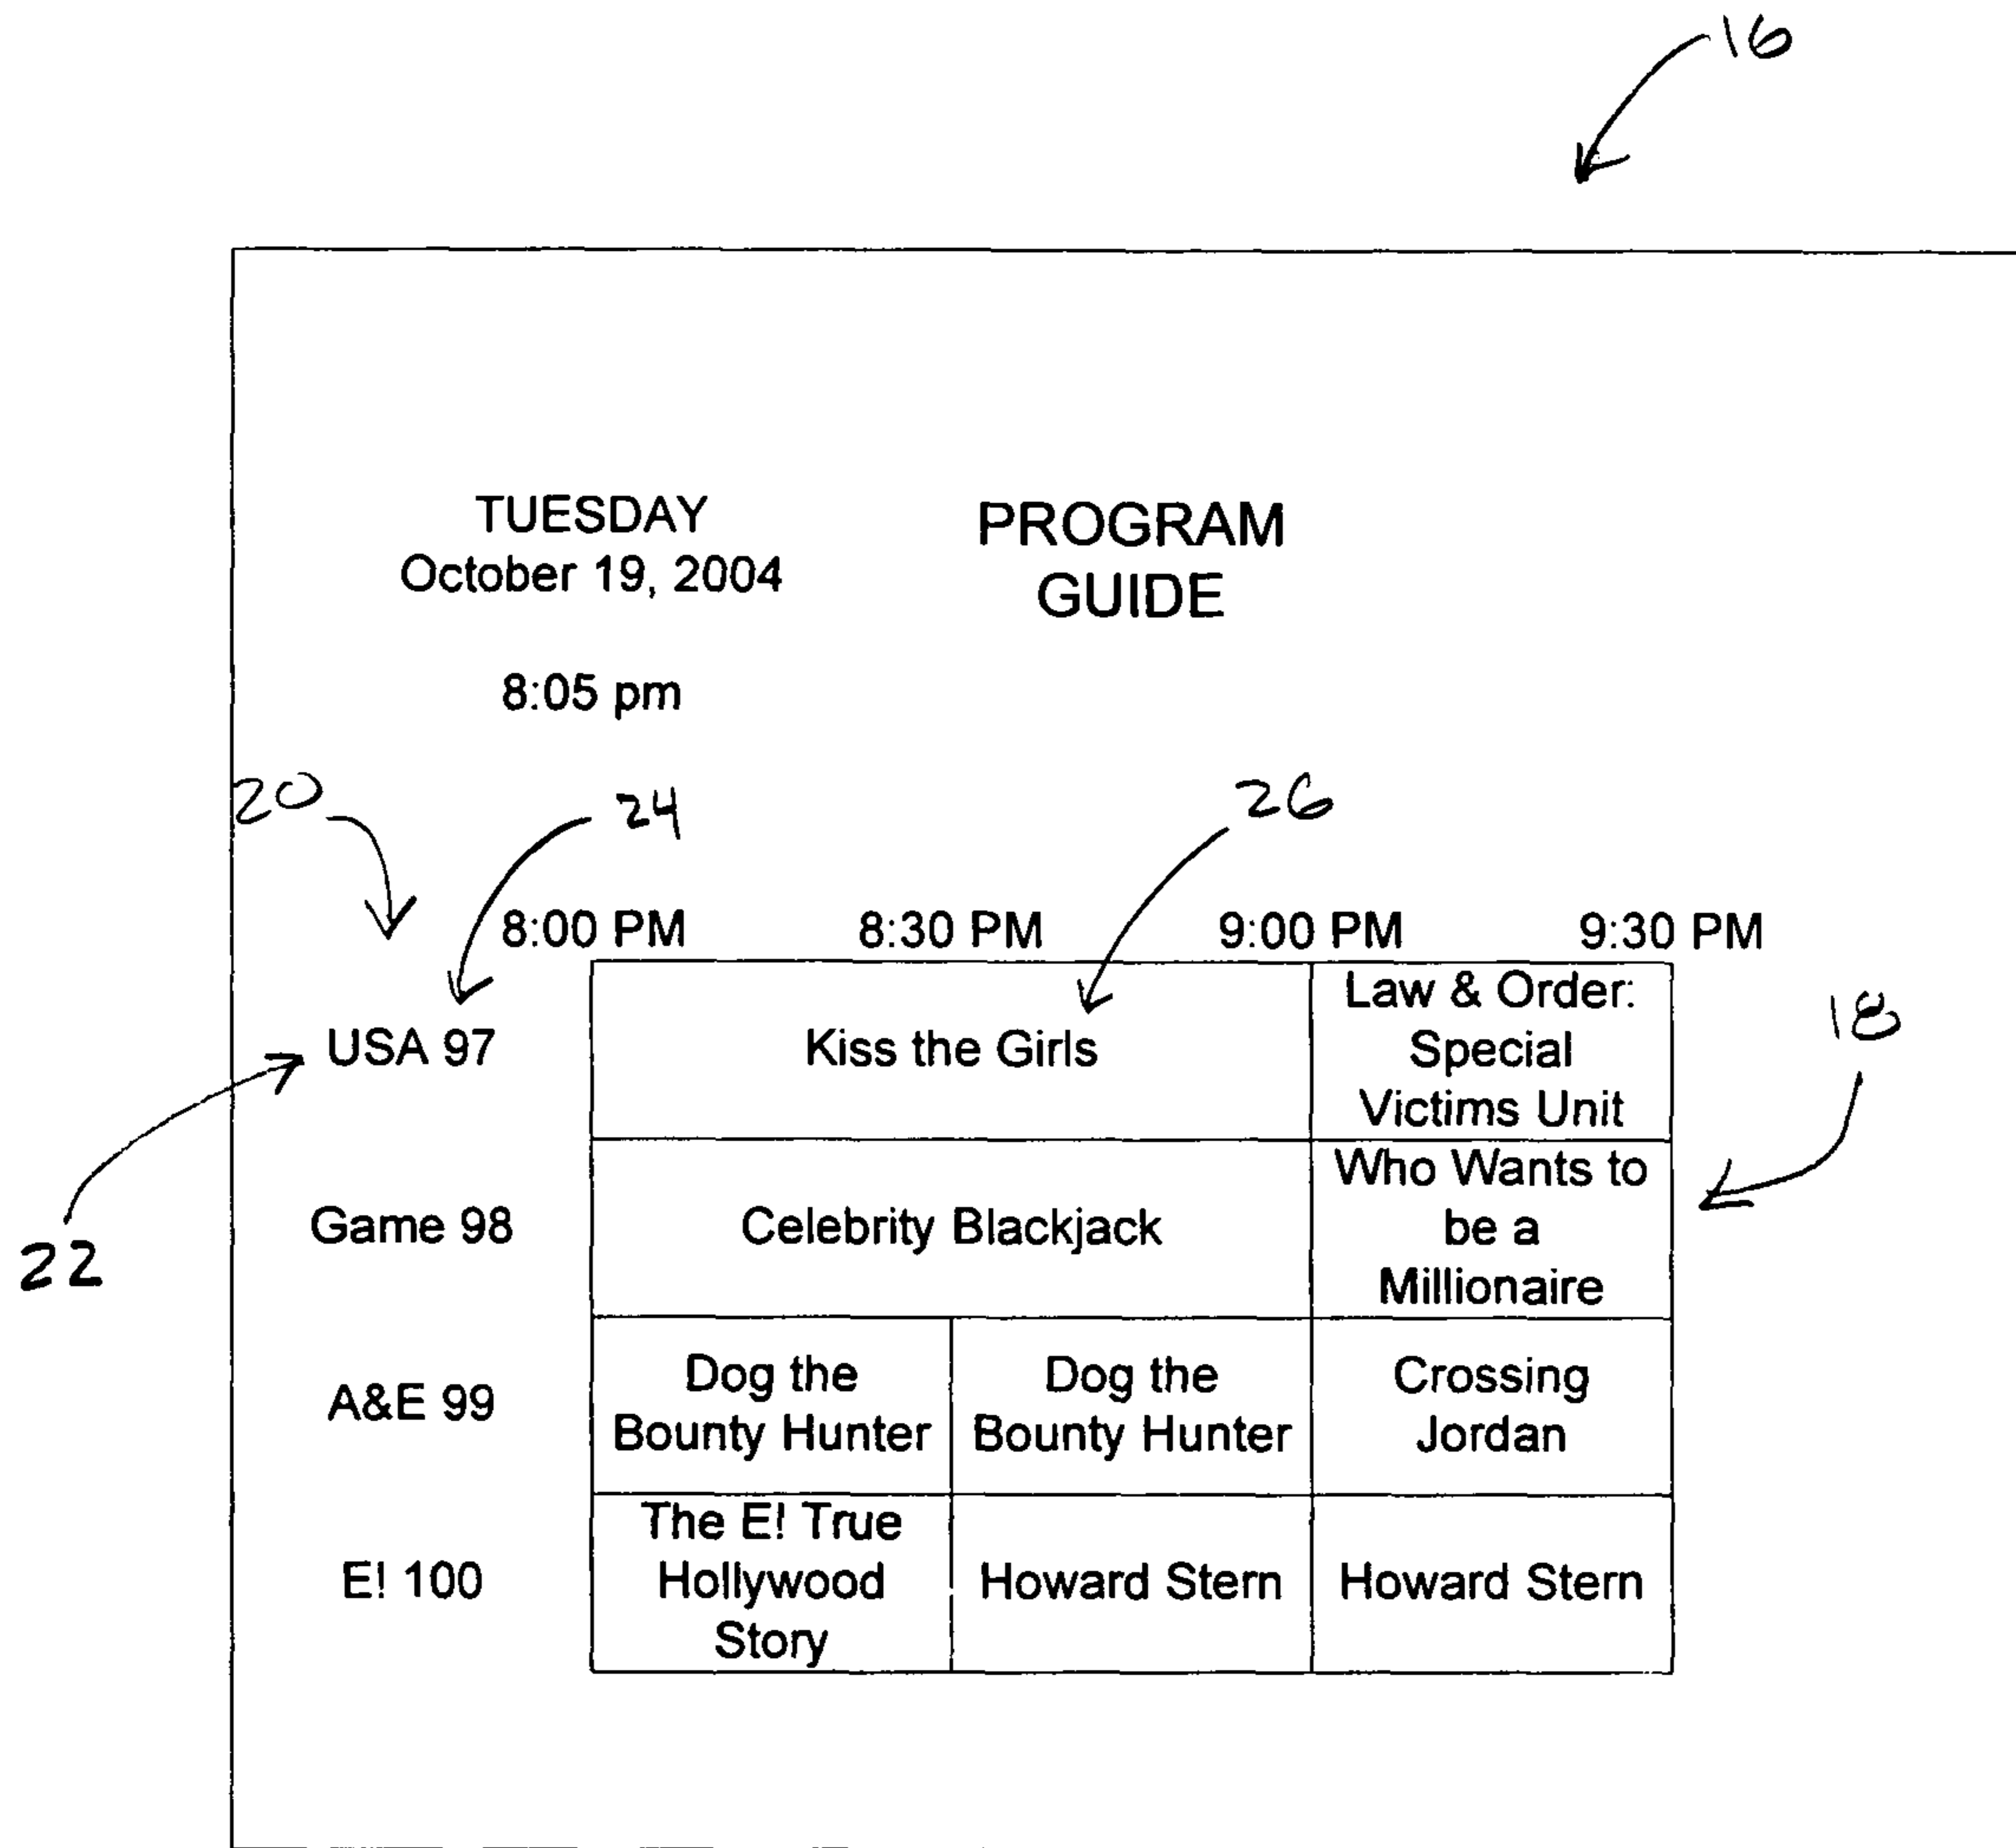 16
TUESDAY
October 19, 2004
PROGRAM
GUIDE
8:05 pm
20
24
26
8:00 PM 8:30 PM 9:00 PM 9:30 PM
USA 97
Kiss the Girls
Law & Order:
Special
Victims Unit
18
22
Game 98
Celebrity Blackjack
Who Wants to
be a
Millionaire
A&E 99
Dog the
Bounty Hunter
Dog the
Bounty Hunter
Crossing
Jordan
E! 100
The E! True
Hollywood
Story
Howard Stern
Howard Stern